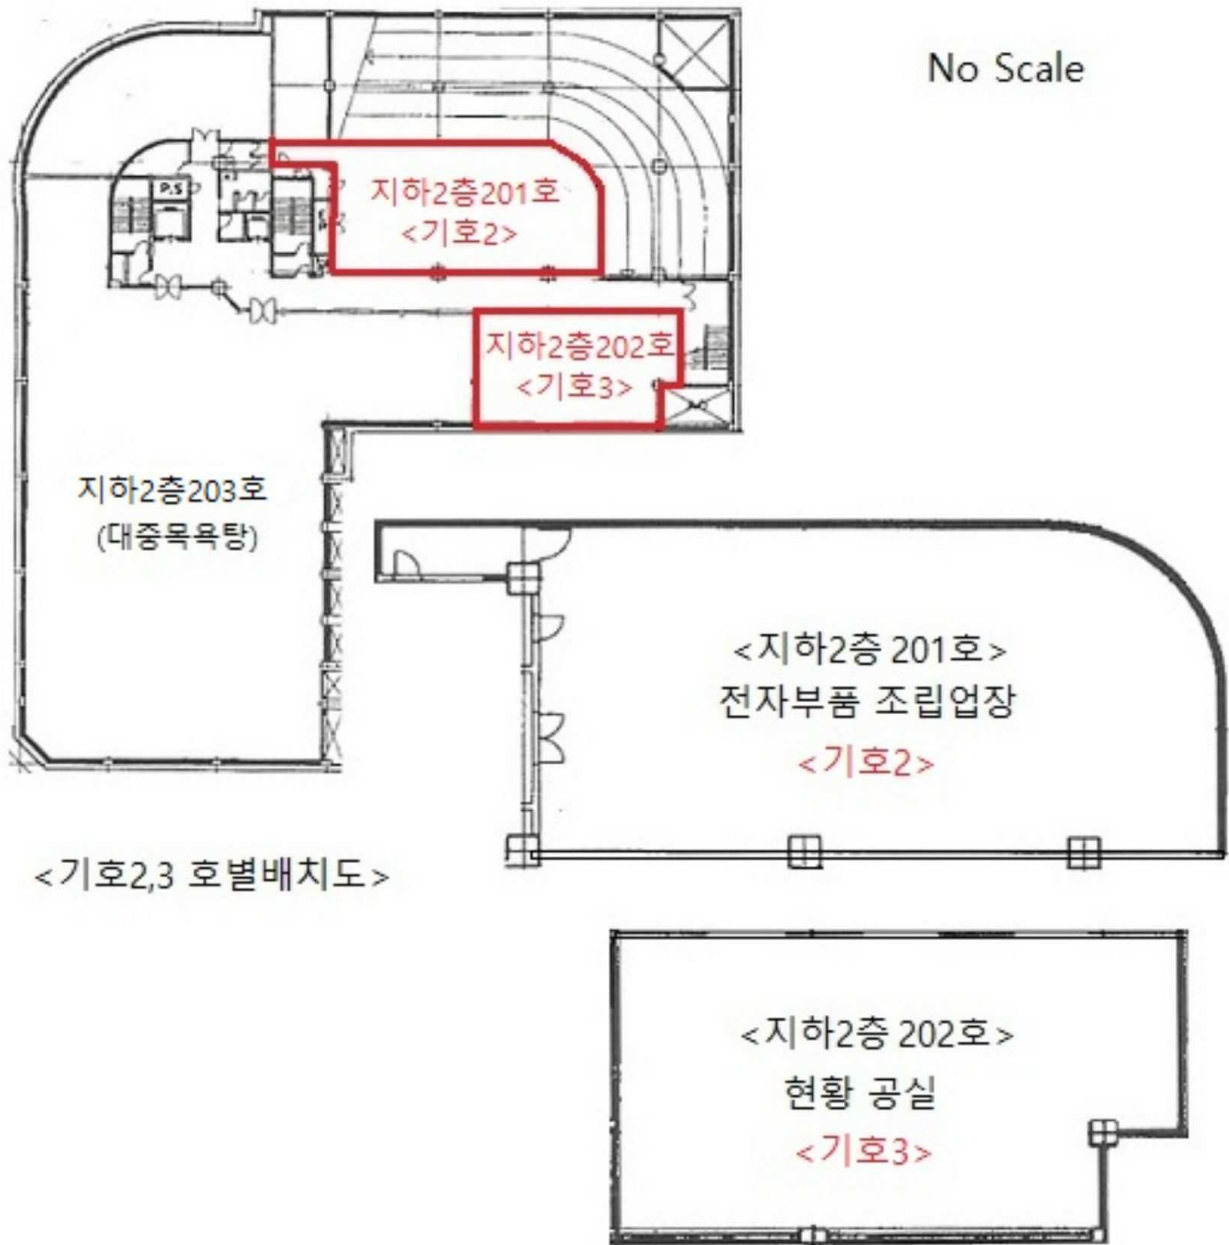 No Scale
지하2층201호
<기호2>
P.S
지하2층202호
<기호3>
지하2층203호
(대중목욕탕)
<지하2층 201호>
전자부품 조립업장
<기호2>
<기호2,3 호별배치도>
<지하2층 202호>
현황 공실
<기호3>